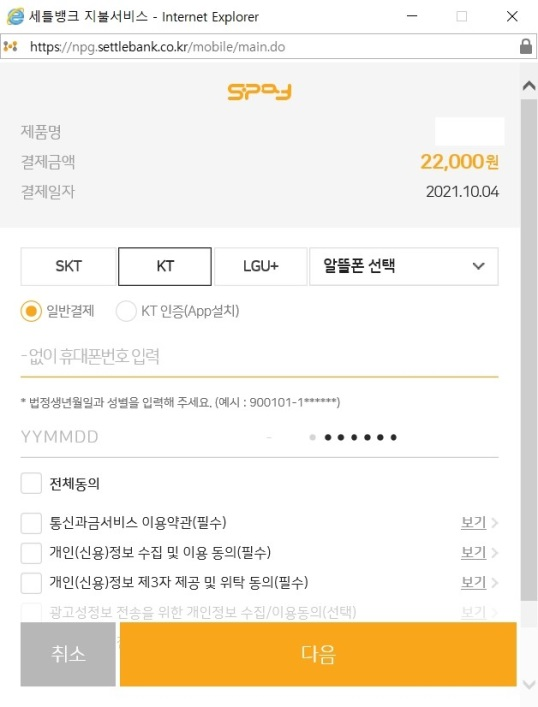 세틀뱅크 지불서비스 - Internet Explorer
https://npg.settlebank.co.kr/mobile/main.do
SPay
제품명
결제금액 22,000원
결제일자 2021.10.04
SKT KT LGU+ 알뜰폰 선택
일반결제 KT 인증(App설치)
-없이 휴대폰번호 입력
* 법정생년월일과 성별을 입력해 주세요. (예시 : 900101-1******)
YYMMDD - ●●●●●●●
전체동의
통신과금서비스 이용약관(필수) 보기
개인(신용)정보 수집 및 이용 동의(필수) 보기
개인(신용)정보 제3자 제공 및 위탁 동의(필수) 보기
광고성정보 전송을 위한 개인정보 수집/이용동의(선택) 보기
취소 다음